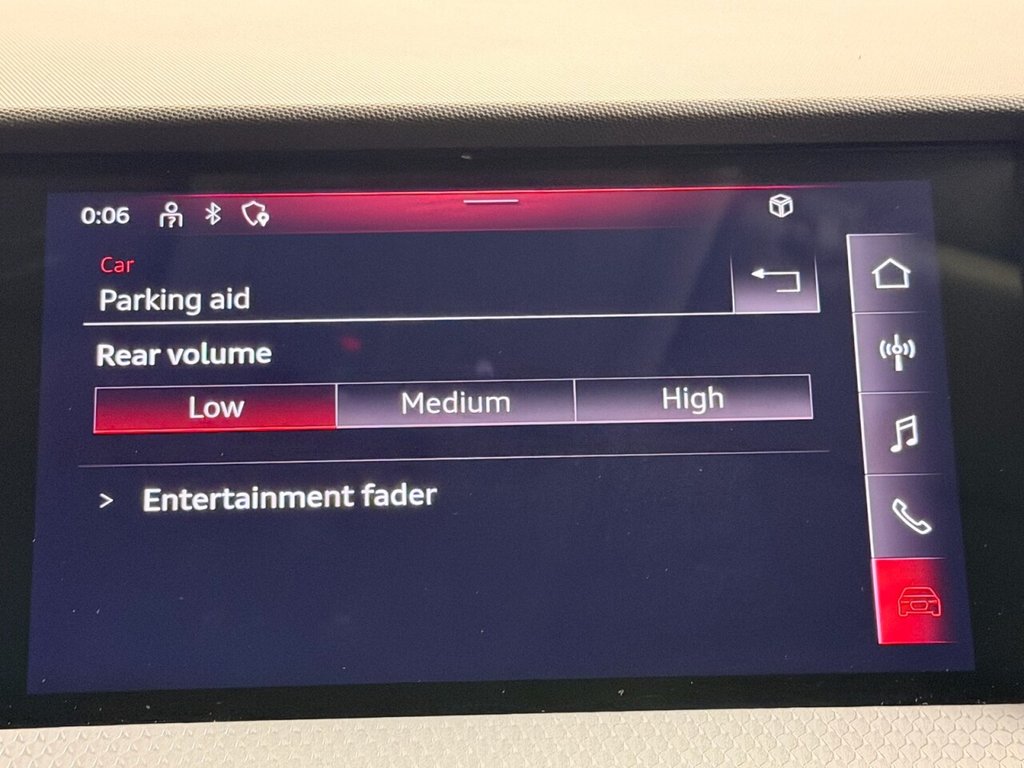 0:06
Car
Parking aid
Rear volume
Low Medium High
> Entertainment fader